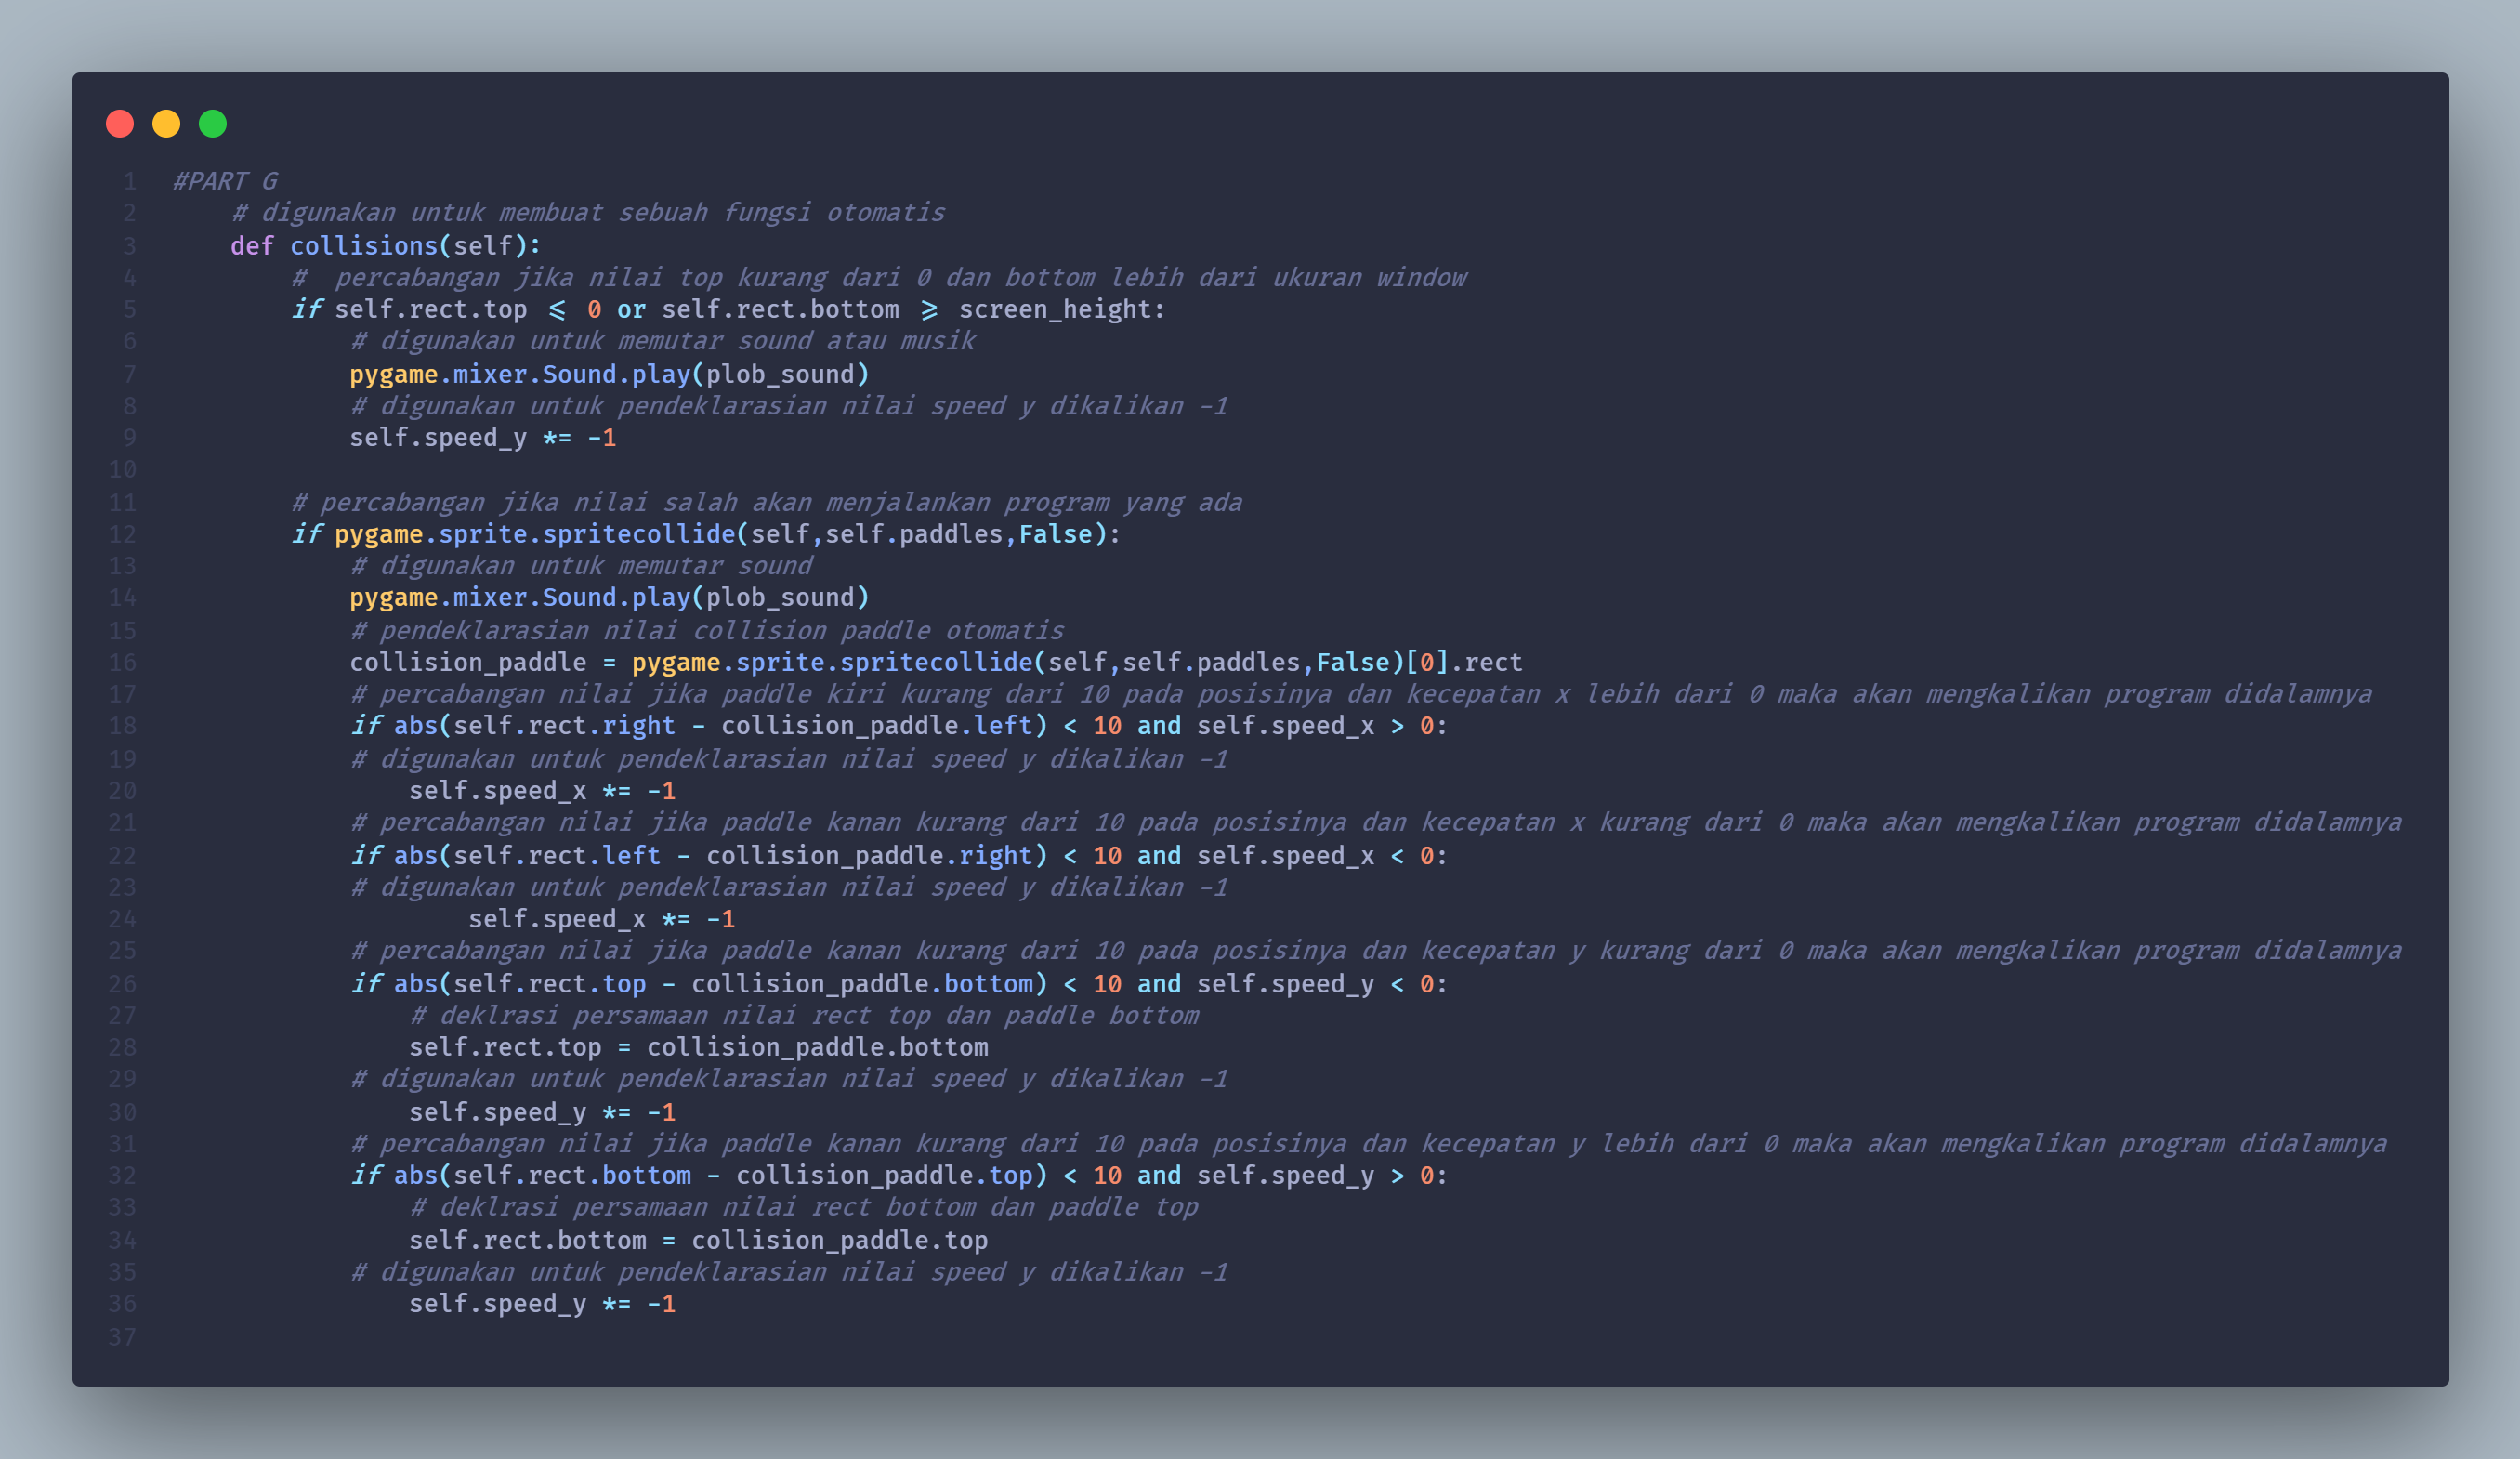 1 #PART G
2     # digunakan untuk membuat sebuah fungsi otomatis
3     def collisions(self):
4         #  percabangan jika nilai top kurang dari 0 dan bottom lebih dari ukuran window
5         if self.rect.top <= 0 or self.rect.bottom >= screen_height:
6             # digunakan untuk memutar sound atau musik
7             pygame.mixer.Sound.play(plob_sound)
8             # digunakan untuk pendeklarasian nilai speed y dikalikan -1
9             self.speed_y *= -1
10
11         # percabangan jika nilai salah akan menjalankan program yang ada
12         if pygame.sprite.spritecollide(self,self.paddles,False):
13             # digunakan untuk memutar sound
14             pygame.mixer.Sound.play(plob_sound)
15             # pendeklarasian nilai collision paddle otomatis
16             collision_paddle = pygame.sprite.spritecollide(self,self.paddles,False)[0].rect
17             # percabangan nilai jika paddle kiri kurang dari 10 pada posisinya dan kecepatan x lebih dari 0 maka akan mengkalikan program didalamnya
18             if abs(self.rect.right - collision_paddle.left) < 10 and self.speed_x > 0:
19             # digunakan untuk pendeklarasian nilai speed y dikalikan -1
20                 self.speed_x *= -1
21             # percabangan nilai jika paddle kanan kurang dari 10 pada posisinya dan kecepatan x kurang dari 0 maka akan mengkalikan program didalamnya
22             if abs(self.rect.left - collision_paddle.right) < 10 and self.speed_x < 0:
23             # digunakan untuk pendeklarasian nilai speed y dikalikan -1
24                     self.speed_x *= -1
25             # percabangan nilai jika paddle kanan kurang dari 10 pada posisinya dan kecepatan y kurang dari 0 maka akan mengkalikan program didalamnya
26             if abs(self.rect.top - collision_paddle.bottom) < 10 and self.speed_y < 0:
27                 # deklrasi persamaan nilai rect top dan paddle bottom
28                 self.rect.top = collision_paddle.bottom
29             # digunakan untuk pendeklarasian nilai speed y dikalikan -1
30                 self.speed_y *= -1
31             # percabangan nilai jika paddle kanan kurang dari 10 pada posisinya dan kecepatan y lebih dari 0 maka akan mengkalikan program didalamnya
32             if abs(self.rect.bottom - collision_paddle.top) < 10 and self.speed_y > 0:
33                 # deklrasi persamaan nilai rect bottom dan paddle top
34                 self.rect.bottom = collision_paddle.top
35             # digunakan untuk pendeklarasian nilai speed y dikalikan -1
36                 self.speed_y *= -1
37